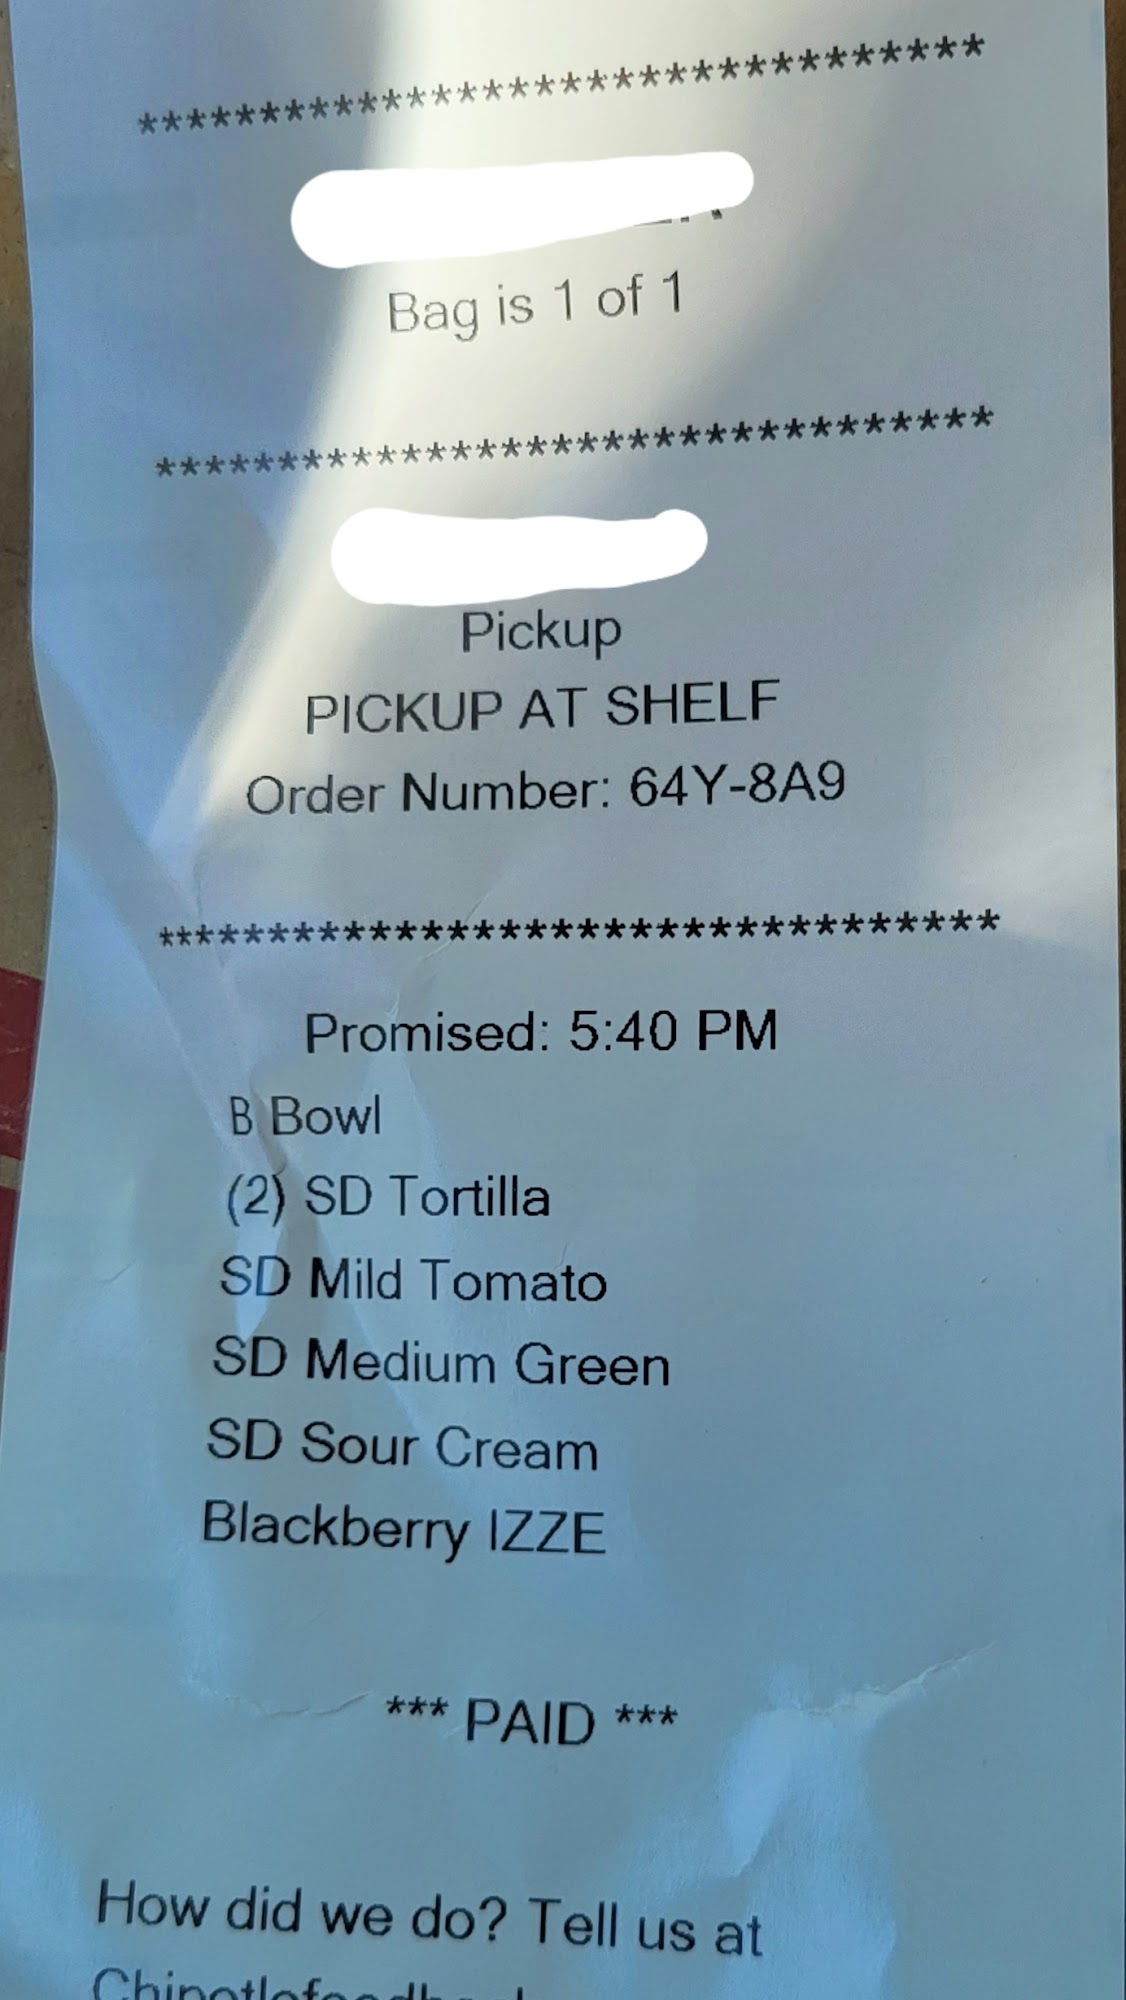 *********************************
Bag is 1 of 1
*********************************
Pickup
PICKUP AT SHELF
Order Number: 64Y-8A9
*********************************
Promised: 5:40 PM
B Bowl
(2) SD Tortilla
SD Mild Tomato
SD Medium Green
SD Sour Cream
Blackberry IZZE
*** PAID ***
How did we do? Tell us at